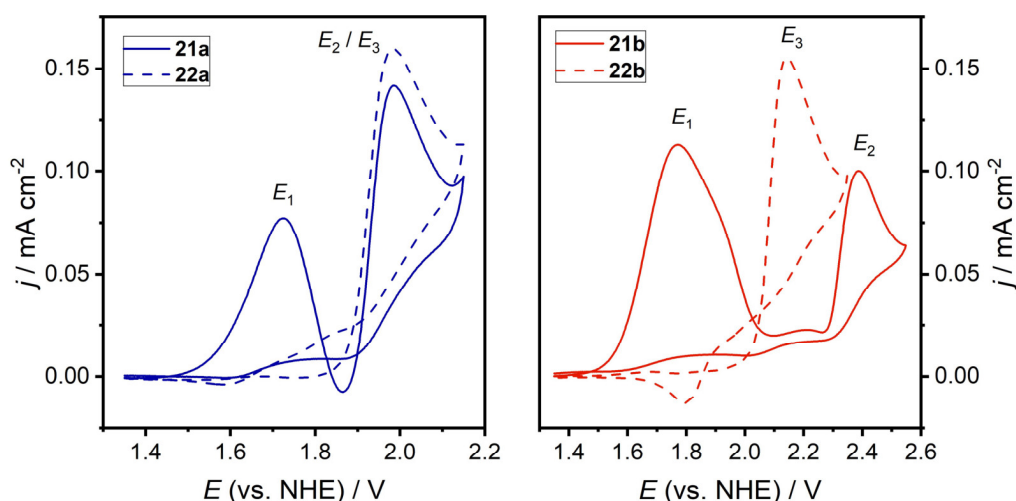 21a
22a
E1
E2 / E3
0.15
0.10
0.05
0.00
j / mA cm-2
1.4 1.6 1.8 2.0 2.2
E (vs. NHE) / V
21b
22b
E1
E3
E2
0.15
0.10
0.05
0.00
j / mA cm-2
1.4 1.6 1.8 2.0 2.2 2.4 2.6
E (vs. NHE) / V